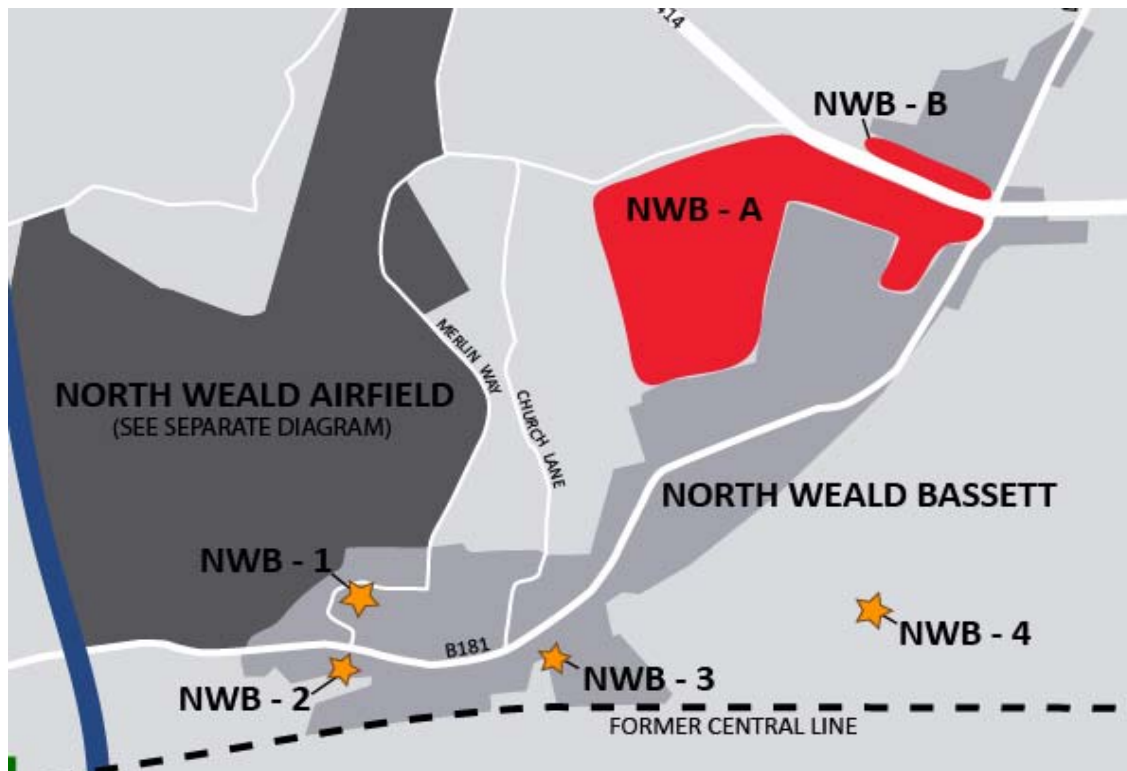 414
NWB - B
NWB - A
MERLIN WAY
CHURCH LANE
NORTH WEALD AIRFIELD
(SEE SEPARATE DIAGRAM)
NORTH WEALD BASSETT
NWB - 1
NWB - 4
B181
NWB - 3
NWB - 2
FORMER CENTRAL LINE